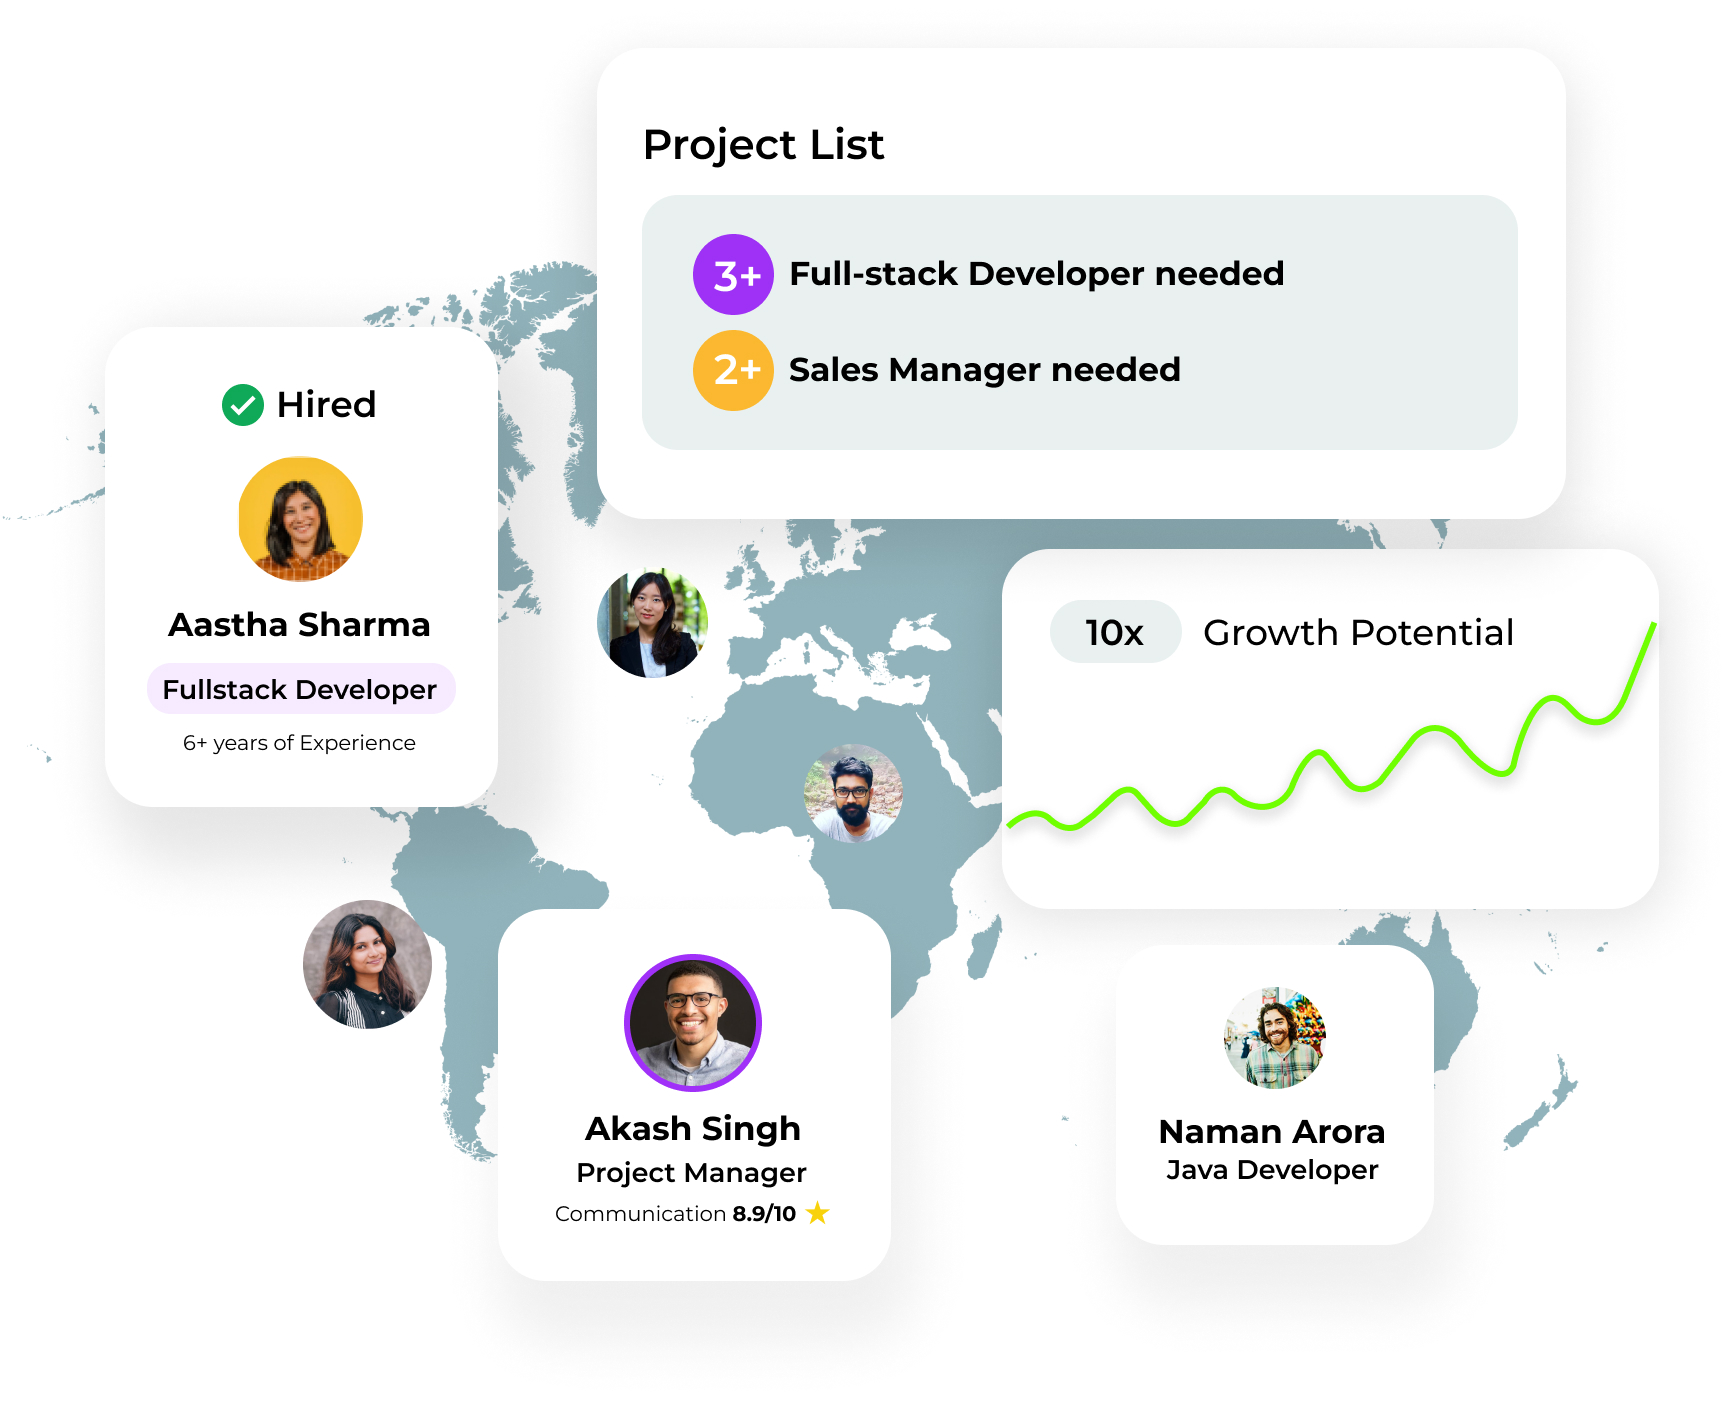 Project List
3+ Full-stack Developer needed
2+ Sales Manager needed
Hired
Aastha Sharma
Fullstack Developer
6+ years of Experience
10x Growth Potential
Akash Singh
Project Manager
Communication 8.9/10
Naman Arora
Java Developer